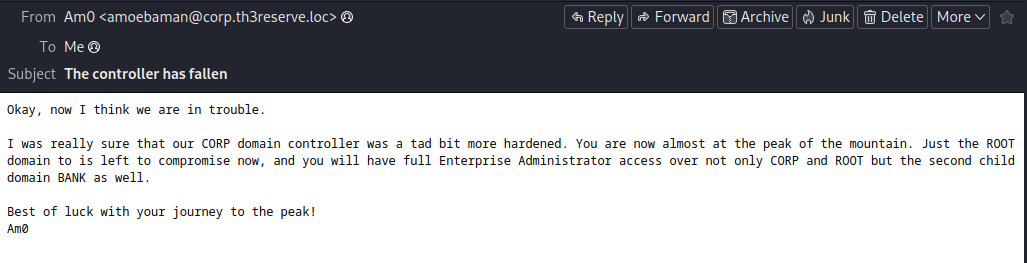 From Am0 <amoebaman@corp.th3reserve.loc> Reply Forward Archive Junk Delete More
To Me
Subject The controller has fallen
Okay, now I think we are in trouble.
I was really sure that our CORP domain controller was a tad bit more hardened. You are now almost at the peak of the mountain. Just the ROOT
domain to is left to compromise now, and you will have full Enterprise Administrator access over not only CORP and ROOT but the second child
domain BANK as well.
Best of luck with your journey to the peak!
Am0